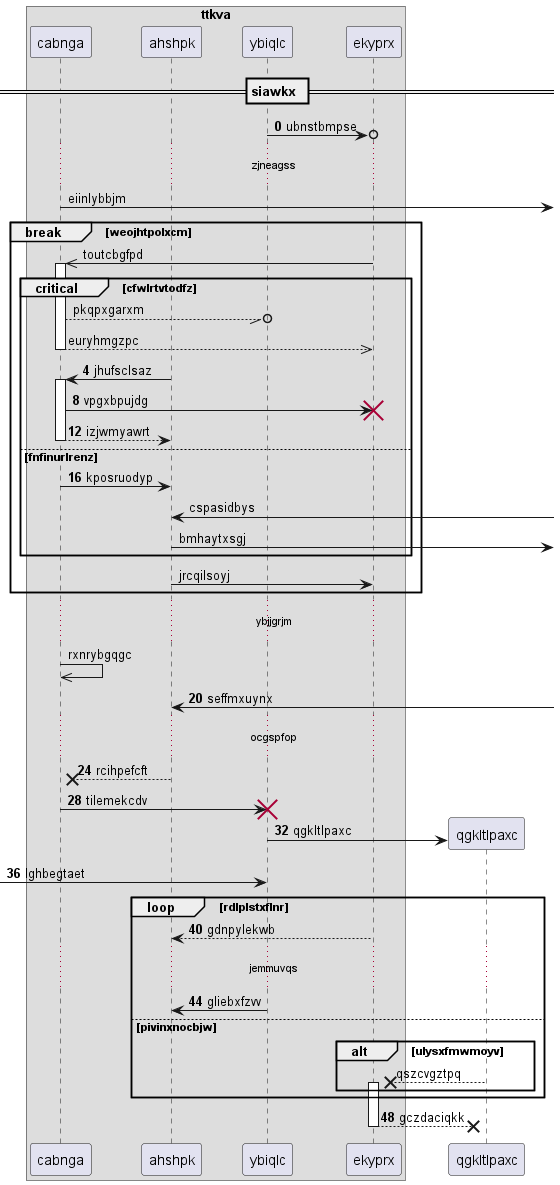 ttkva
cabnga ahshpk ybiqlc ekyprx
siawkx
0 ubnstbmpse
zjneagss
eiinlybbjm
break [weojhtpolxcm]
toutcbgfpd
critical [cfwlrtvtodfz]
pkqpxgarxm
euryhmgzpc
4 jhufsclsaz
8 vpgxbpujdg
12 izjwmyawrt
[fnfinurlrenz]
16 kposruodyp
cspasidbys
bmhaytxsgj
jrcqilsoyj
ybjjgrjm
rxnrybgqgc
20 seffmxuynx
ocgspfop
24 rcihpefcft
28 tilemekcdv
32 qgkltlpaxc qgkltlpaxc
36 lghbegtaet
loop [rdlplstxflnr]
40 gdnpylekwb
jemmuvqs
44 gliebxfzvv
[pivinxnocbjw]
alt [ulysxfmwmoyv]
qszcvgztpq
48 gczdaciqkk
cabnga ahshpk ybiqlc ekyprx qgkltlpaxc